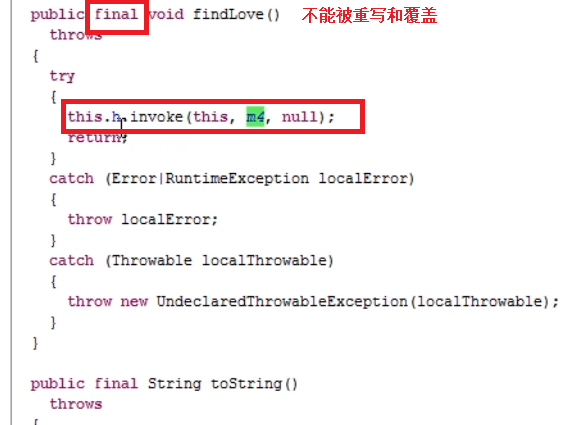 public final void findLove() 不能被重写和覆盖
throws
{
try
{
this.h.invoke(this, m4, null);
return;
}
catch (Error|RuntimeException localError)
{
throw localError;
}
catch (Throwable localThrowable)
{
throw new UndeclaredThrowableException(localThrowable);
}
}
public final String toString()
throws
{